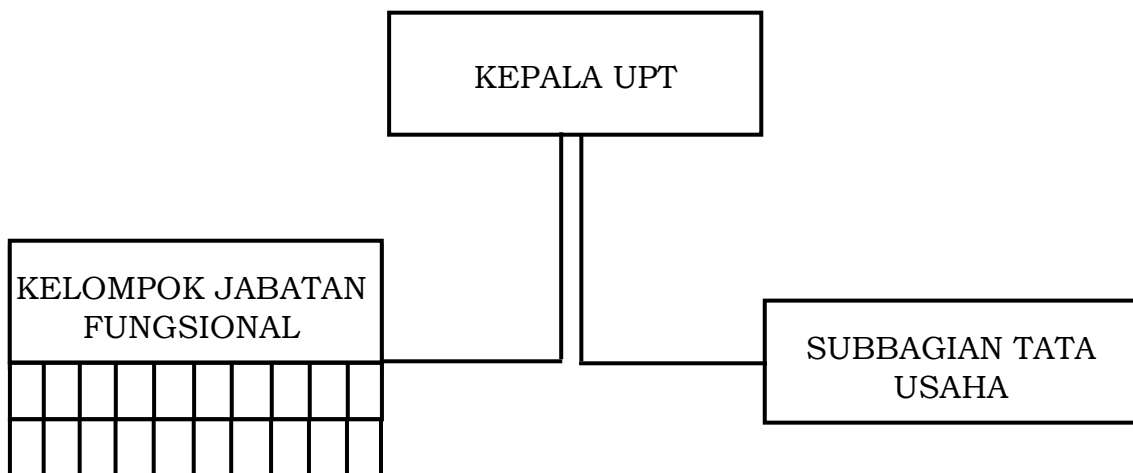 KEPALA UPT
KELOMPOK JABATAN
FUNGSIONAL
SUBBAGIAN TATA
USAHA